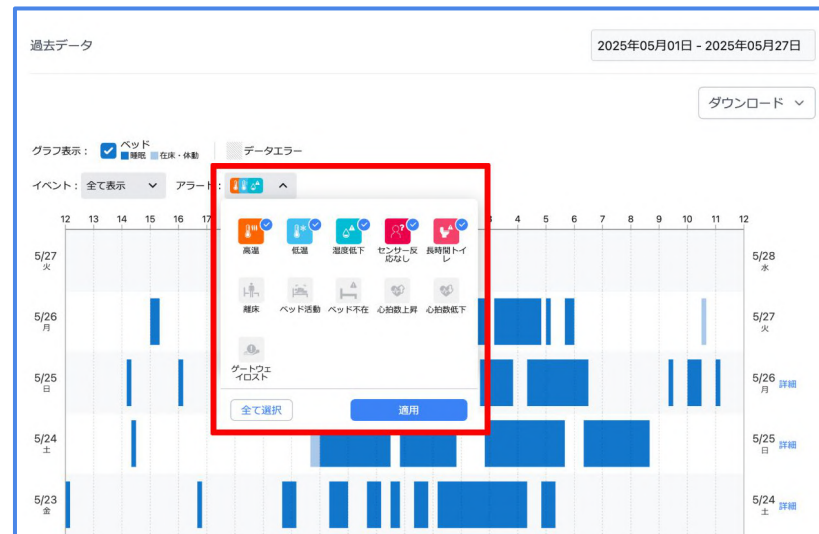 過去データ
2025年05月01日 - 2025年05月27日
ダウンロード
グラフ表示：
ベッド
睡眠 在床・体動
データエラー
イベント： 全て表示
アラート：
12 13 14 15 16 17 3 4 5 6 7 8 9 10 11 12
高温
低温
湿度低下
センサー反
応なし
長時間トイ
レ
離床
ベッド活動
ベッド不在
心拍数上昇
心拍数低下
ゲートウェ
イロスト
全て選択
適用
5/27
火
5/28
水
5/26
月
5/27
火
5/25
日
5/26
月
詳細
5/24
土
5/25
日
詳細
5/23
金
5/24
土
詳細